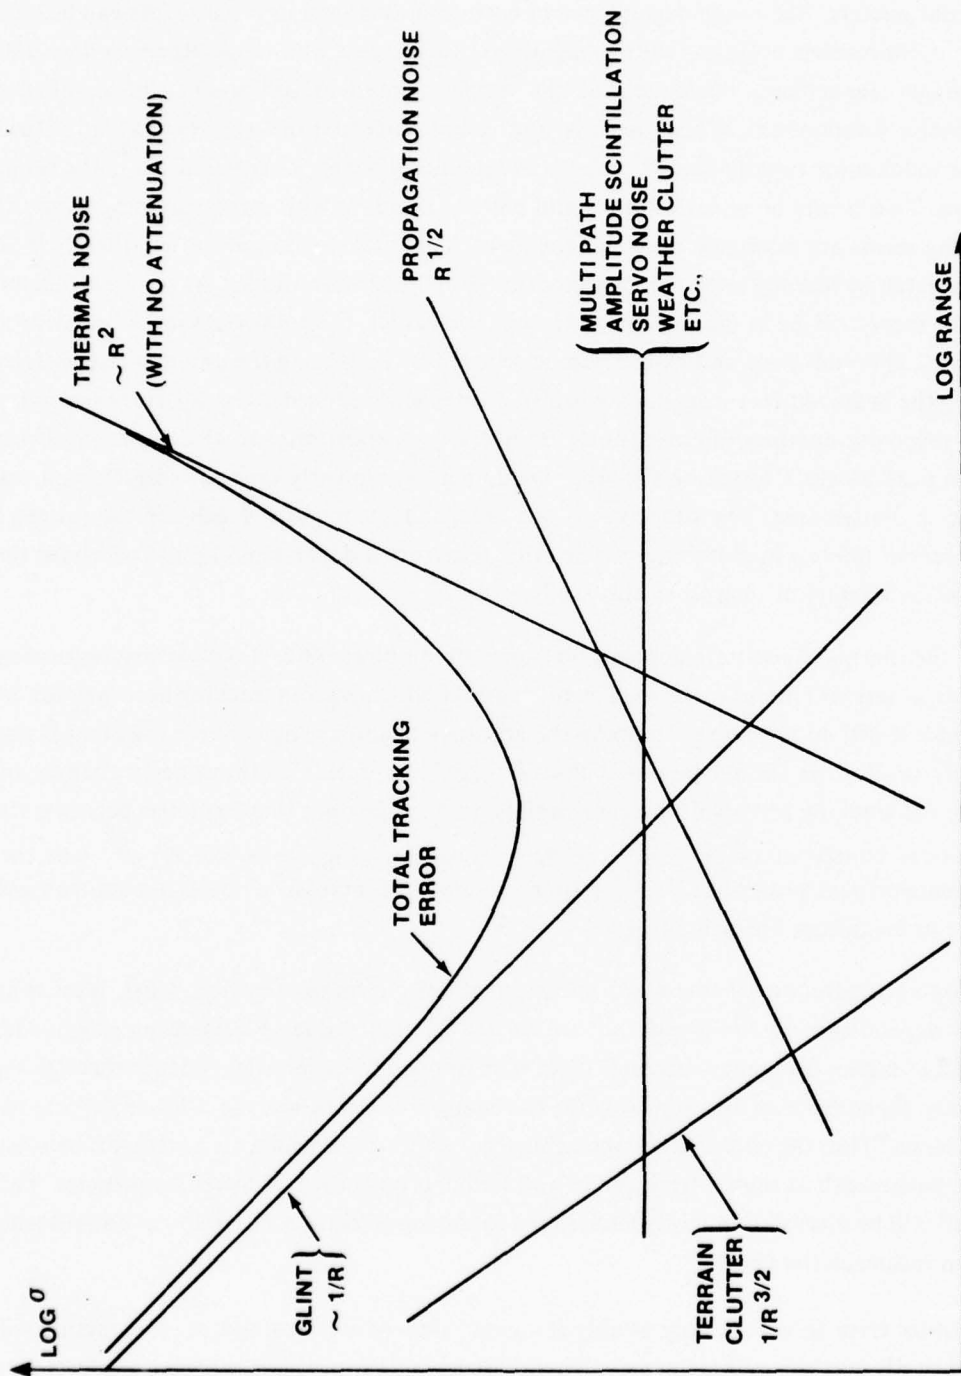 LOG σ
THERMAL NOISE
~ R²
(WITH NO ATTENUATION)
PROPAGATION NOISE
R 1/2
TOTAL TRACKING
ERROR
GLINT
~ 1/R
MULTI PATH
AMPLITUDE SCINTILLATION
SERVO NOISE
WEATHER CLUTTER
ETC.,
TERRAIN
CLUTTER
1/R 3/2
LOG RANGE